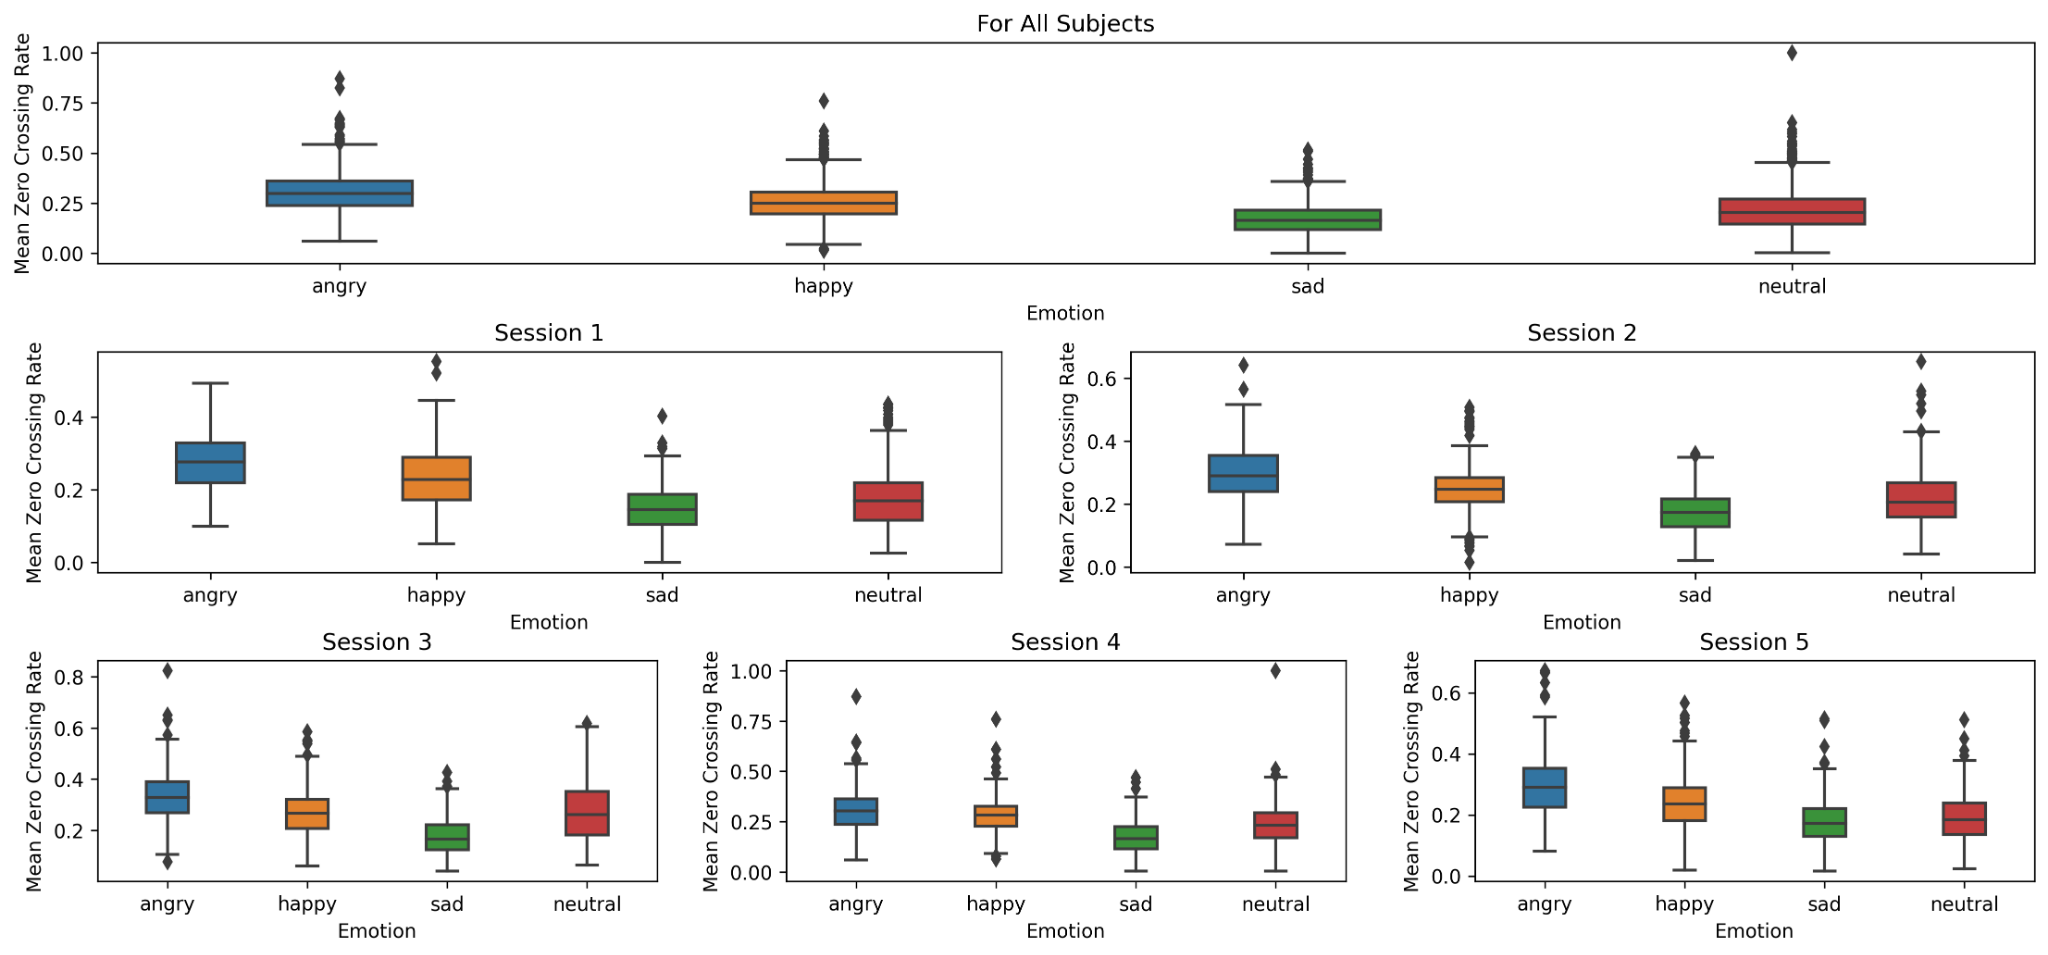 For All Subjects
Mean Zero Crossing Rate
1.00
0.75
0.50
0.25
0.00
angry happy sad neutral
Emotion
Session 1
Mean Zero Crossing Rate
0.4
0.2
0.0
angry happy sad neutral
Emotion
Session 2
Mean Zero Crossing Rate
0.6
0.4
0.2
0.0
angry happy sad neutral
Emotion
Session 3
Mean Zero Crossing Rate
0.8
0.6
0.4
0.2
angry happy sad neutral
Emotion
Session 4
Mean Zero Crossing Rate
1.00
0.75
0.50
0.25
0.00
angry happy sad neutral
Emotion
Session 5
Mean Zero Crossing Rate
0.6
0.4
0.2
0.0
angry happy sad neutral
Emotion